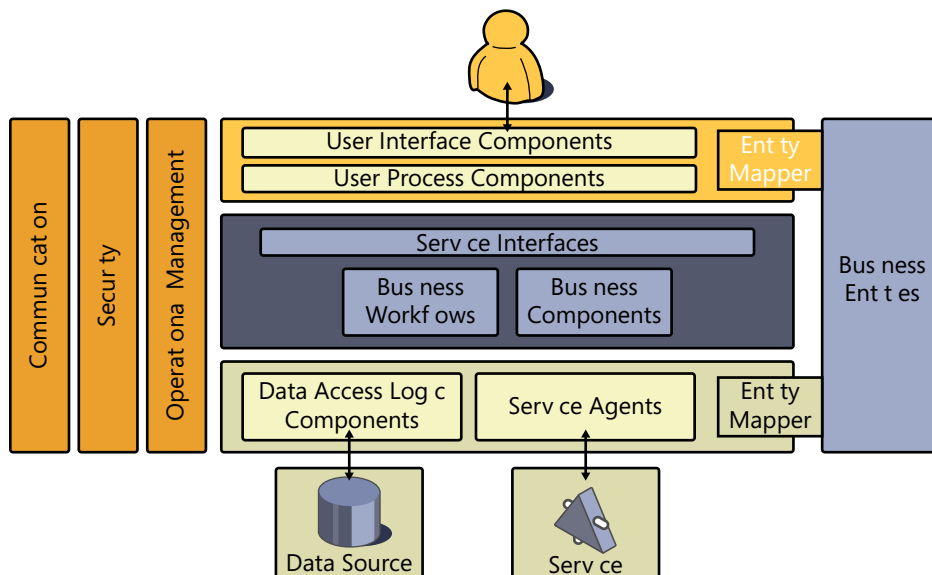 User Interface Components
User Process Components
Ent ty
Mapper
Commun cat on
Secur ty
Operat ona Management
Serv ce Interfaces
Bus ness
Workf ows
Bus ness
Components
Bus ness
Ent t es
Data Access Log c
Components
Serv ce Agents
Ent ty
Mapper
Data Source
Serv ce